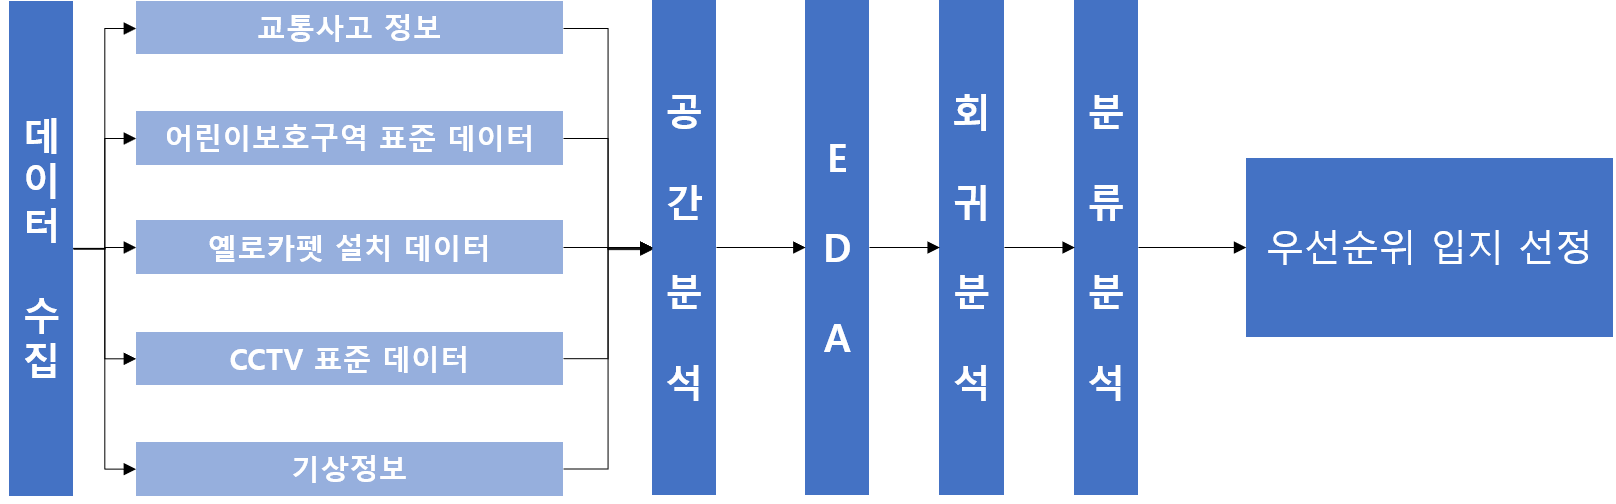 데이터 수집
교통사고 정보
어린이보호구역 표준 데이터
옐로카펫 설치 데이터
CCTV 표준 데이터
기상정보
공간분석
EDA
회귀분석
분류분석
우선순위 입지 선정